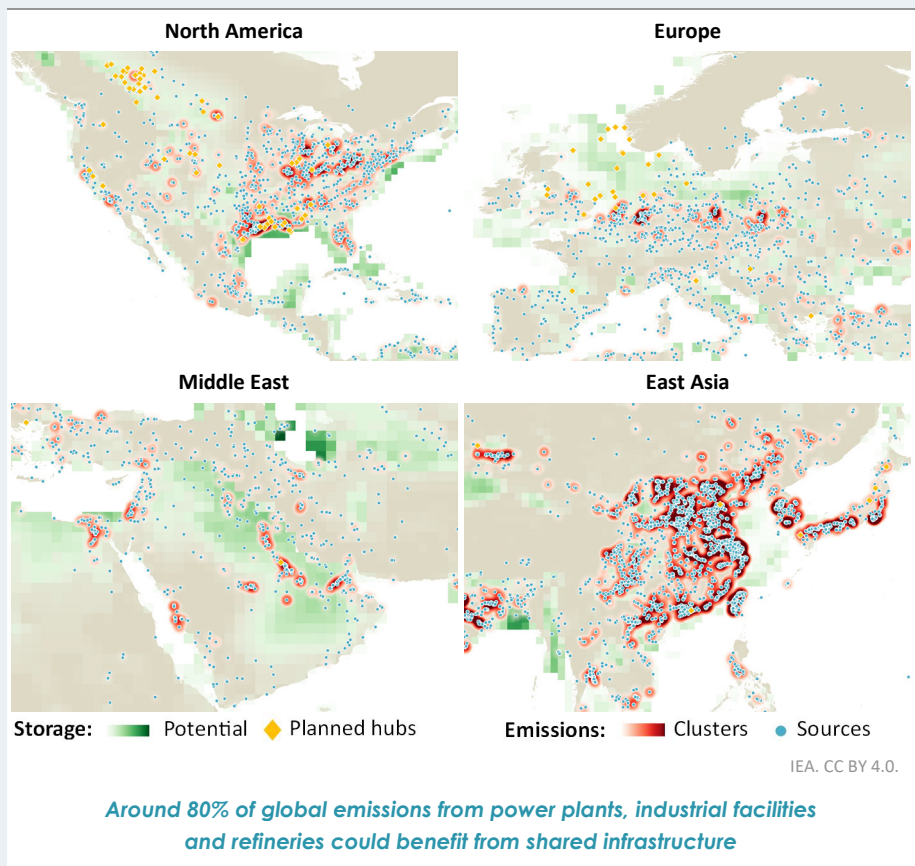 North America
Europe
Middle East
East Asia
Storage: Potential Planned hubs Emissions: Clusters Sources
IEA. CC BY 4.0.
Around 80% of global emissions from power plants, industrial facilities
and refineries could benefit from shared infrastructure